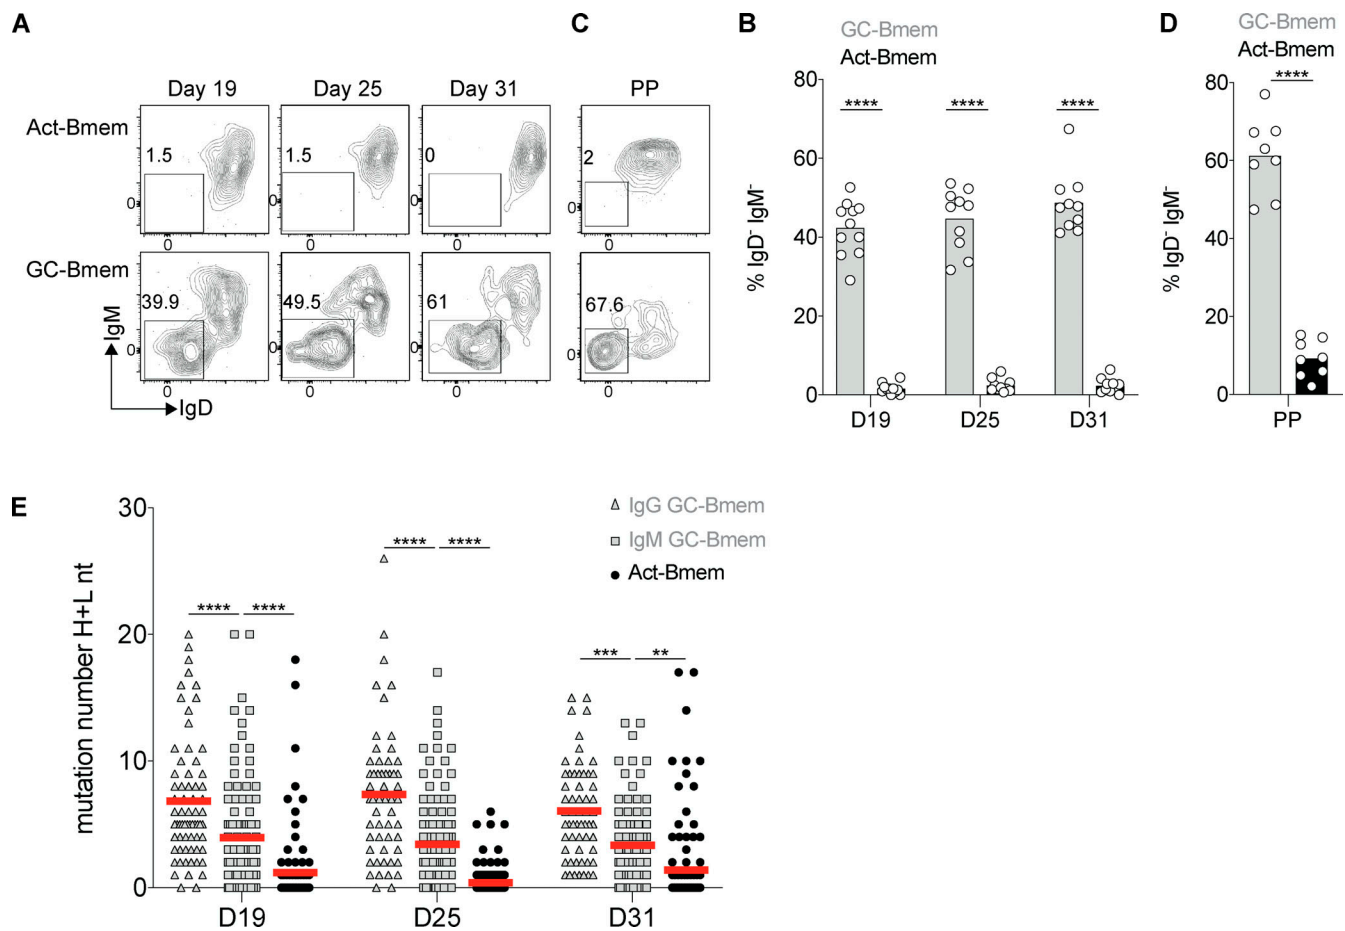 A
Day 19
Day 25
Day 31
Act-Bmem
1.5
1.5
0
0
0
0
0
0
0
GC-Bmem
39.9
49.5
61
0
0
0
0
0
0
IgM
IgD
C
PP
2
0
0
67.6
0
0
B
GC-Bmem
Act-Bmem
% IgD- IgM-
80
60
40
20
0
****
****
****
D19
D25
D31
D
GC-Bmem
Act-Bmem
% IgD- IgM-
80
60
40
20
0
****
PP
E
mutation number H+L nt
30
20
10
0
IgG GC-Bmem
IgM GC-Bmem
Act-Bmem
**** ****
**** ****
*** **
D19
D25
D31